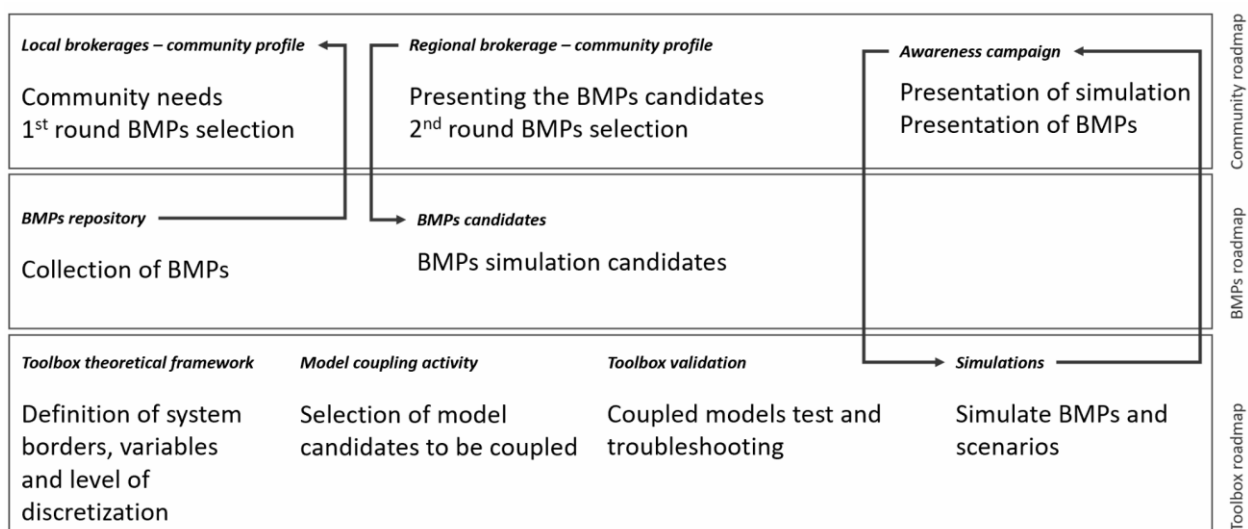 Local brokerages – community profile
Community needs
1st round BMPs selection
Regional brokerage – community profile
Presenting the BMPs candidates
2nd round BMPs selection
Awareness campaign
Presentation of simulation
Presentation of BMPs
Community roadmap
BMPs repository
Collection of BMPs
BMPs candidates
BMPs simulation candidates
BMPs roadmap
Toolbox theoretical framework
Definition of system
borders, variables
and level of
discretization
Model coupling activity
Selection of model
candidates to be coupled
Toolbox validation
Coupled models test and
troubleshooting
Simulations
Simulate BMPs and
scenarios
Toolbox roadmap